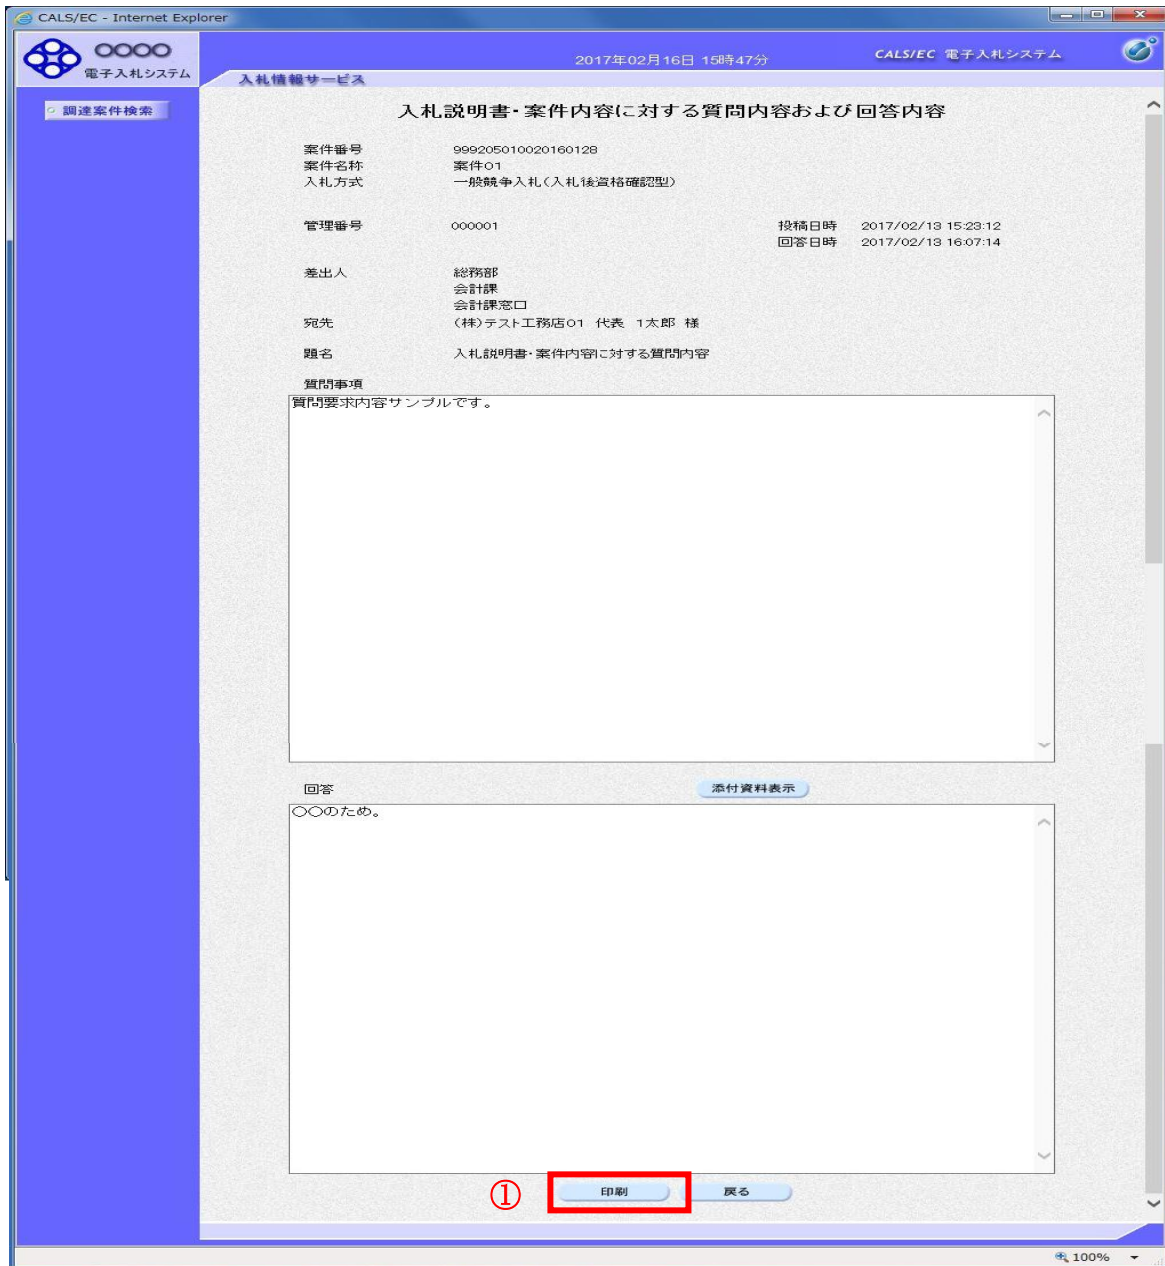 CALS/EC - Internet Explorer
○○○○
電子入札システム
2017年02月16日 15時47分
CALS/EC 電子入札システム
入札情報サービス
調達案件検索
入札説明書・案件内容に対する質問内容および回答内容
案件番号 999205010020160128
案件名称 案件01
入札方式 一般競争入札(入札後資格確認型)
管理番号 000001 投稿日時 2017/02/13 15:23:12
回答日時 2017/02/13 16:07:14
差出人 総務部
会計課
会計課窓口
宛先 (株)テスト工務店01 代表 1太郎 様
題名 入札説明書・案件内容に対する質問内容
質問事項
質問要求内容サンプルです。
回答 添付資料表示
○○のため。
① 印刷 戻る
100%